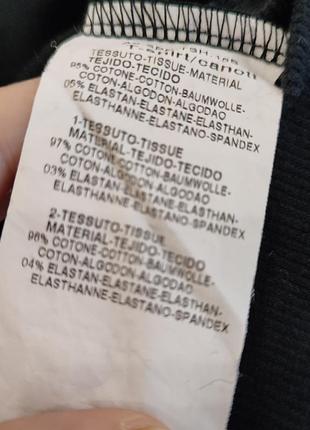 T-shirt/canott
TESSUTO-TISSUE-MATERIAL
TEJIDO-TECIDO
95% COTONE-COTTON-BAUMWOLLE-
COTON-ALGODON-ALGODAO
05% ELASTAN-ELASTANE-ELASTHAN-
ELASTHANNE-ELASTANO-SPANDEX
1-TESSUTO-TISSUE
MATERIAL-TEJIDO-TECIDO
97% COTONE-COTTON-BAUMWOLLE-
COTON-ALGODON-ALGODAO
03% ELASTAN-ELASTANE-ELASTHAN-
ELASTHANNE-ELASTANO-SPANDEX
2-TESSUTO-TISSUE
MATERIAL-TEJIDO-TECIDO
96% COTONE-COTTON-BAUMWOLLE-
COTON-ALGODON-ALGODAO
04% ELASTAN-ELASTANE-ELASTHAN-
ELASTHANNE-ELASTANO-SPANDEX